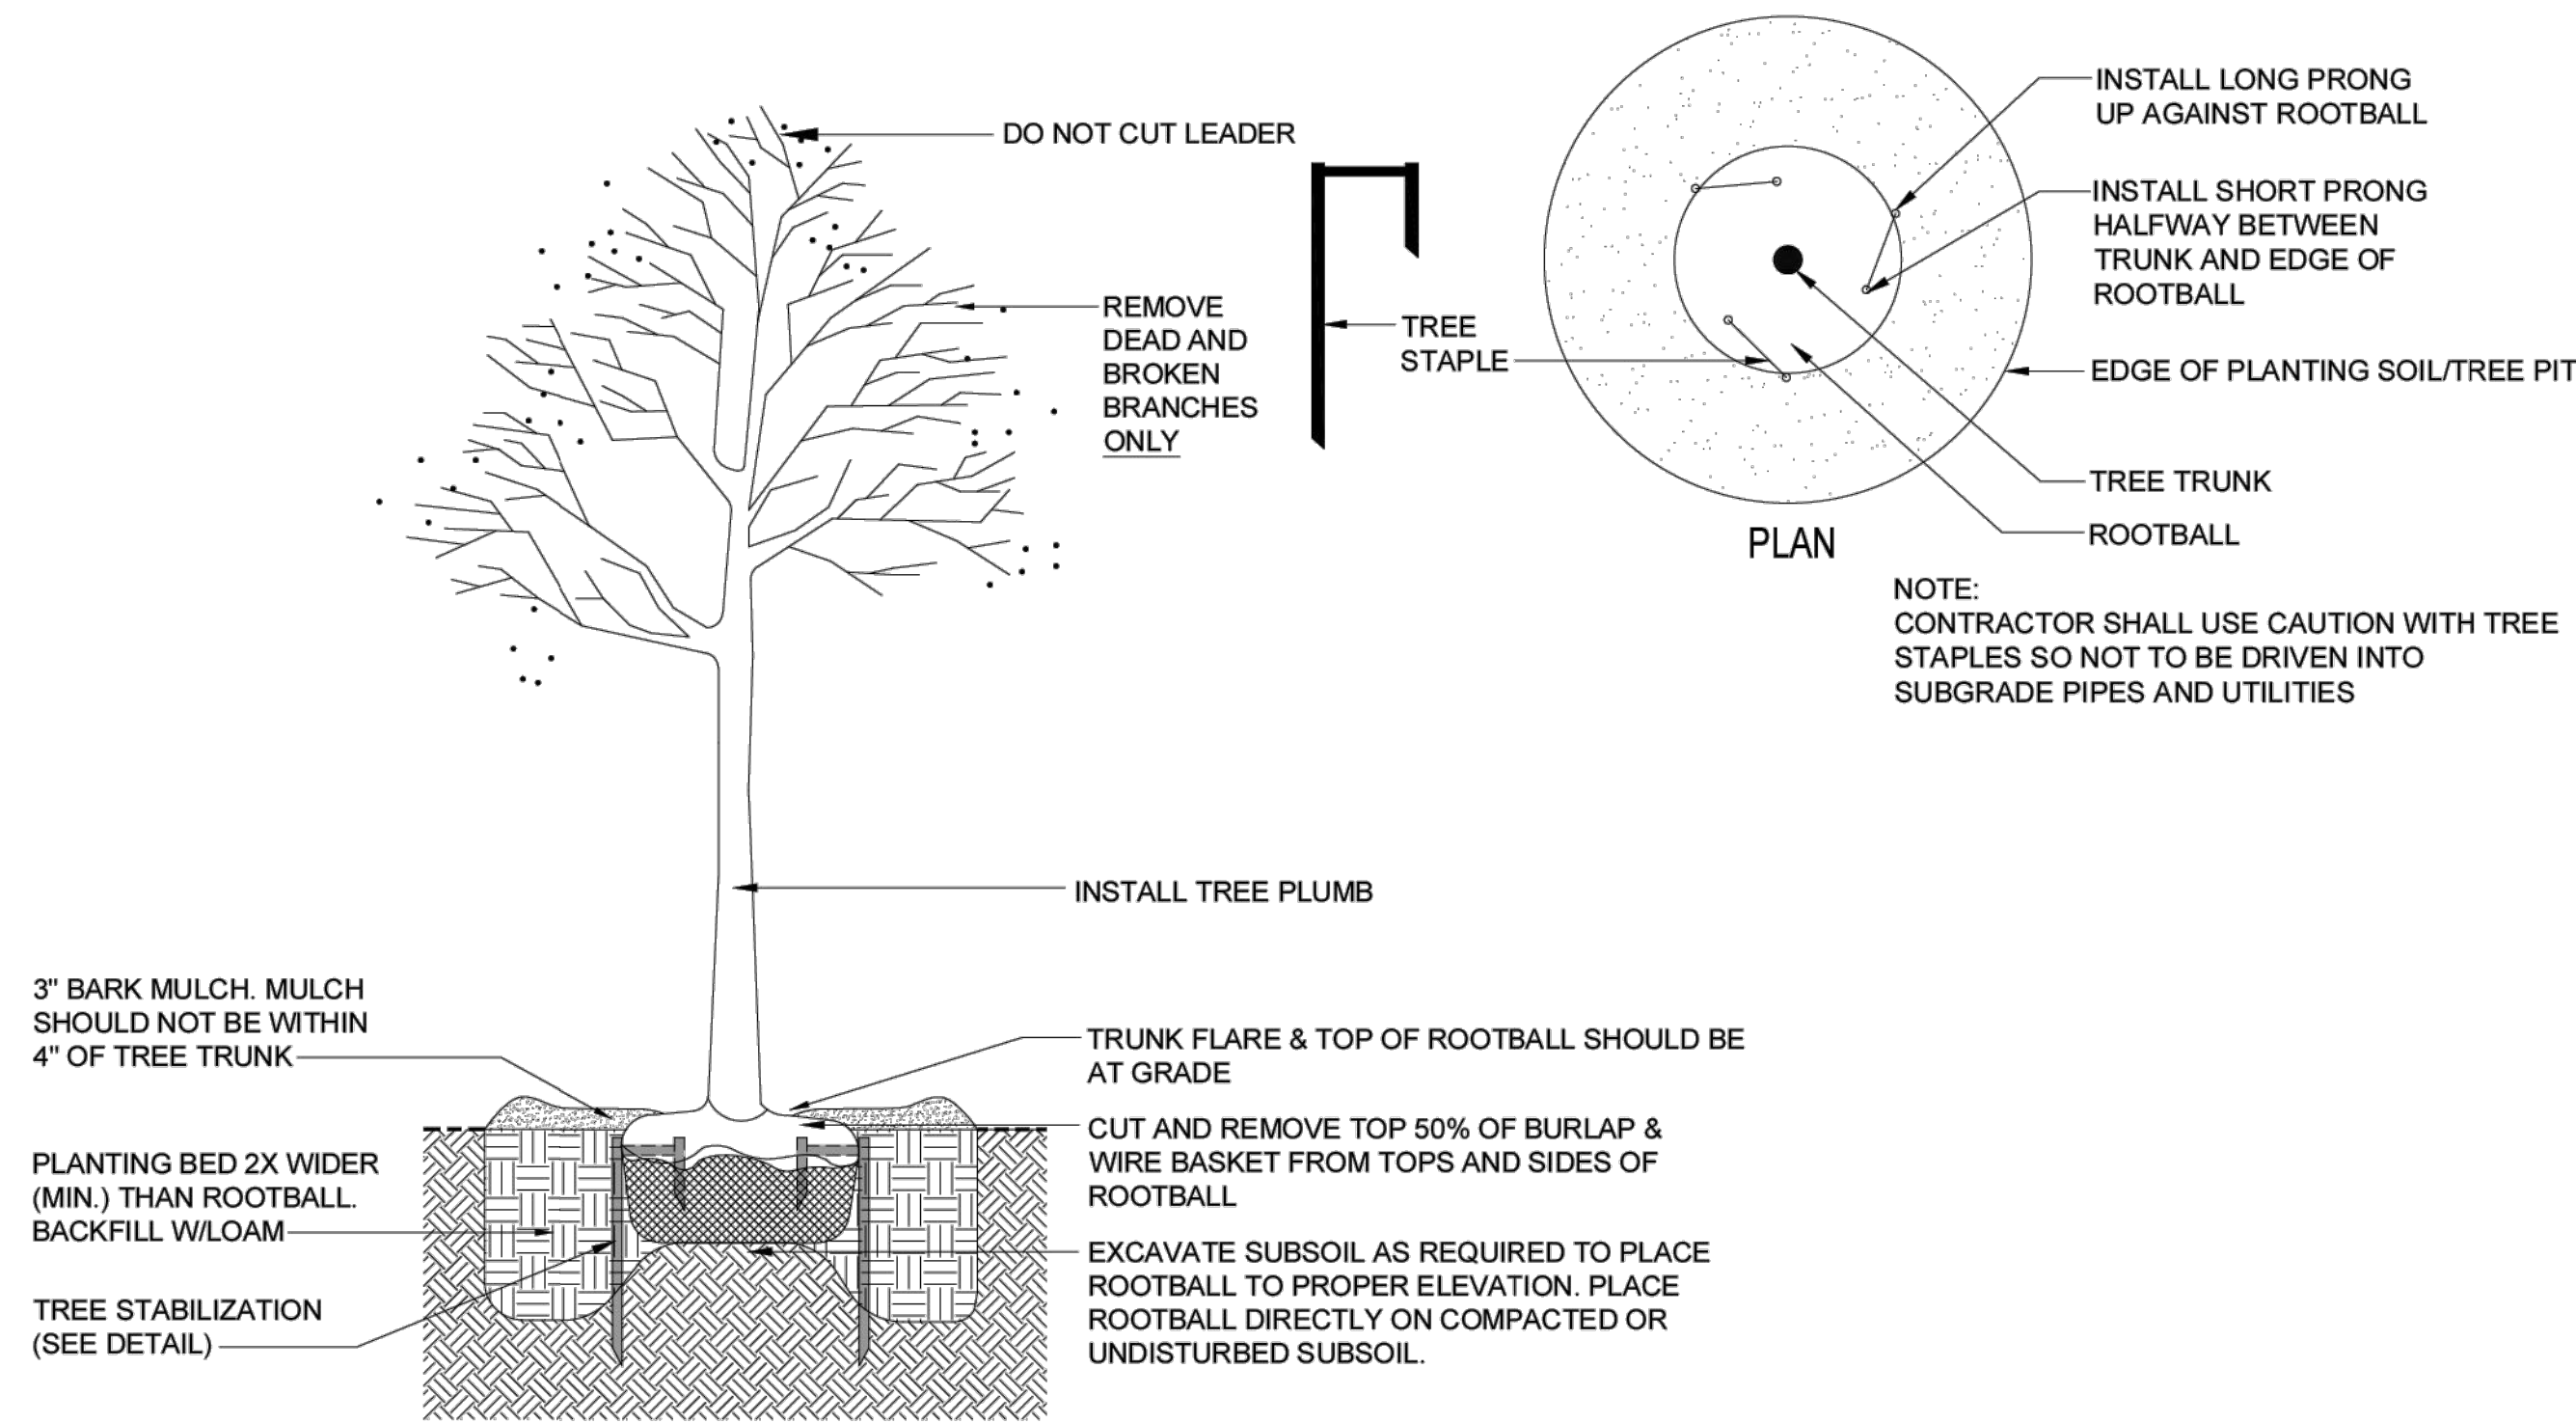 DO NOT CUT LEADER
REMOVE
DEAD AND
BROKEN
BRANCHES
ONLY
TREE
STAPLE
INSTALL LONG PRONG
UP AGAINST ROOTBALL
INSTALL SHORT PRONG
HALFWAY BETWEEN
TRUNK AND EDGE OF
ROOTBALL
EDGE OF PLANTING SOIL/TREE PIT
TREE TRUNK
ROOTBALL
PLAN
NOTE:
CONTRACTOR SHALL USE CAUTION WITH TREE
STAPLES SO NOT TO BE DRIVEN INTO
SUBGRADE PIPES AND UTILITIES
INSTALL TREE PLUMB
3" BARK MULCH. MULCH
SHOULD NOT BE WITHIN
4" OF TREE TRUNK
PLANTING BED 2X WIDER
(MIN.) THAN ROOTBALL.
BACKFILL W/LOAM
TREE STABILIZATION
(SEE DETAIL)
TRUNK FLARE & TOP OF ROOTBALL SHOULD BE
AT GRADE
CUT AND REMOVE TOP 50% OF BURLAP &
WIRE BASKET FROM TOPS AND SIDES OF
ROOTBALL
EXCAVATE SUBSOIL AS REQUIRED TO PLACE
ROOTBALL TO PROPER ELEVATION. PLACE
ROOTBALL DIRECTLY ON COMPACTED OR
UNDISTURBED SUBSOIL.